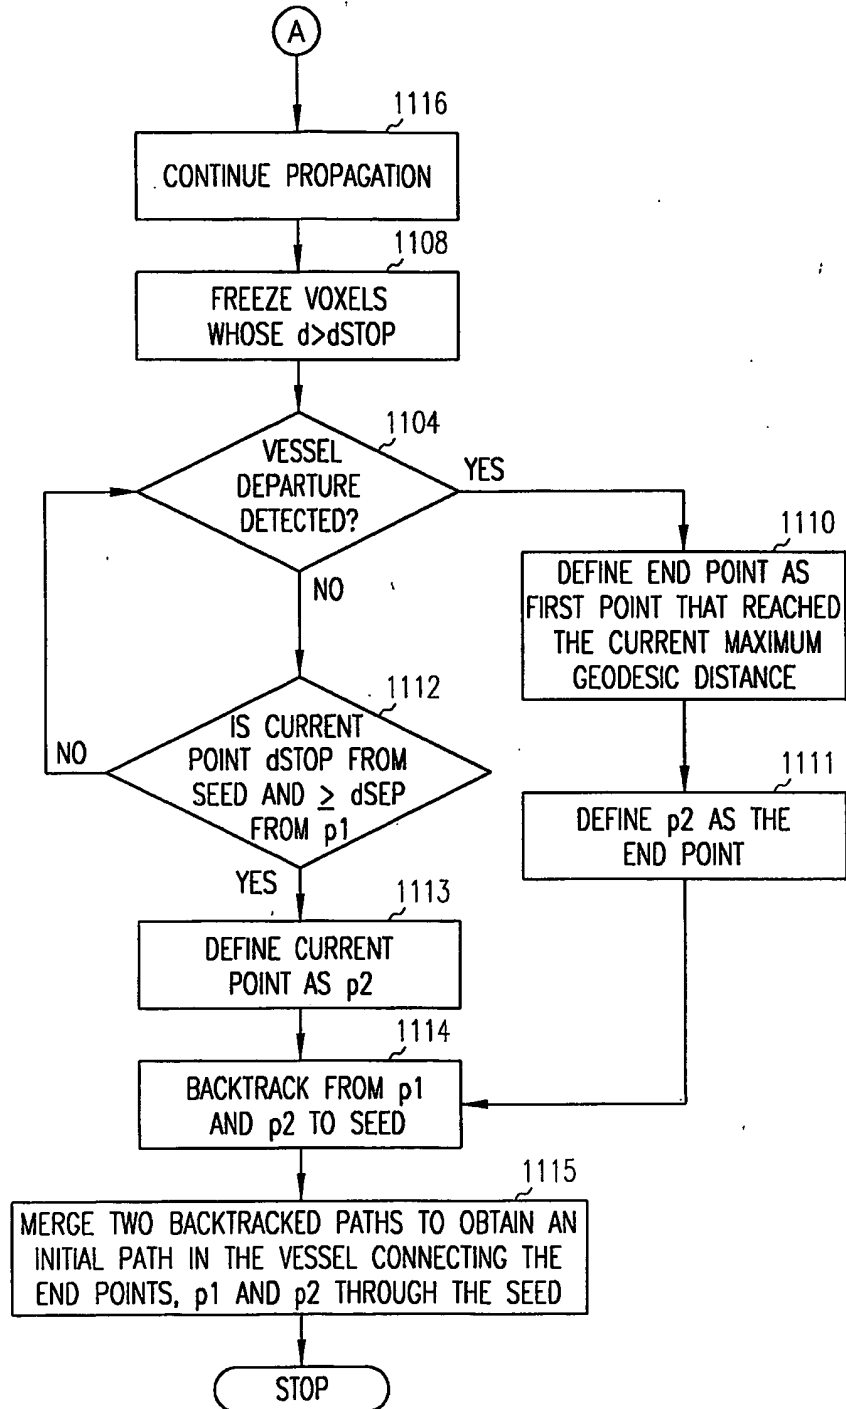 A
1116
CONTINUE PROPAGATION
1108
FREEZE VOXELS
WHOSE d>dSTOP
1104
VESSEL
DEPARTURE
DETECTED?
YES
NO
1110
DEFINE END POINT AS
FIRST POINT THAT REACHED
THE CURRENT MAXIMUM
GEODESIC DISTANCE
1112
IS CURRENT
POINT dSTOP FROM
SEED AND ≥ dSEP
FROM p1
NO
YES
1111
DEFINE p2 AS THE
END POINT
1113
DEFINE CURRENT
POINT AS p2
1114
BACKTRACK FROM p1
AND p2 TO SEED
1115
MERGE TWO BACKTRACKED PATHS TO OBTAIN AN
INITIAL PATH IN THE VESSEL CONNECTING THE
END POINTS, p1 AND p2 THROUGH THE SEED
STOP